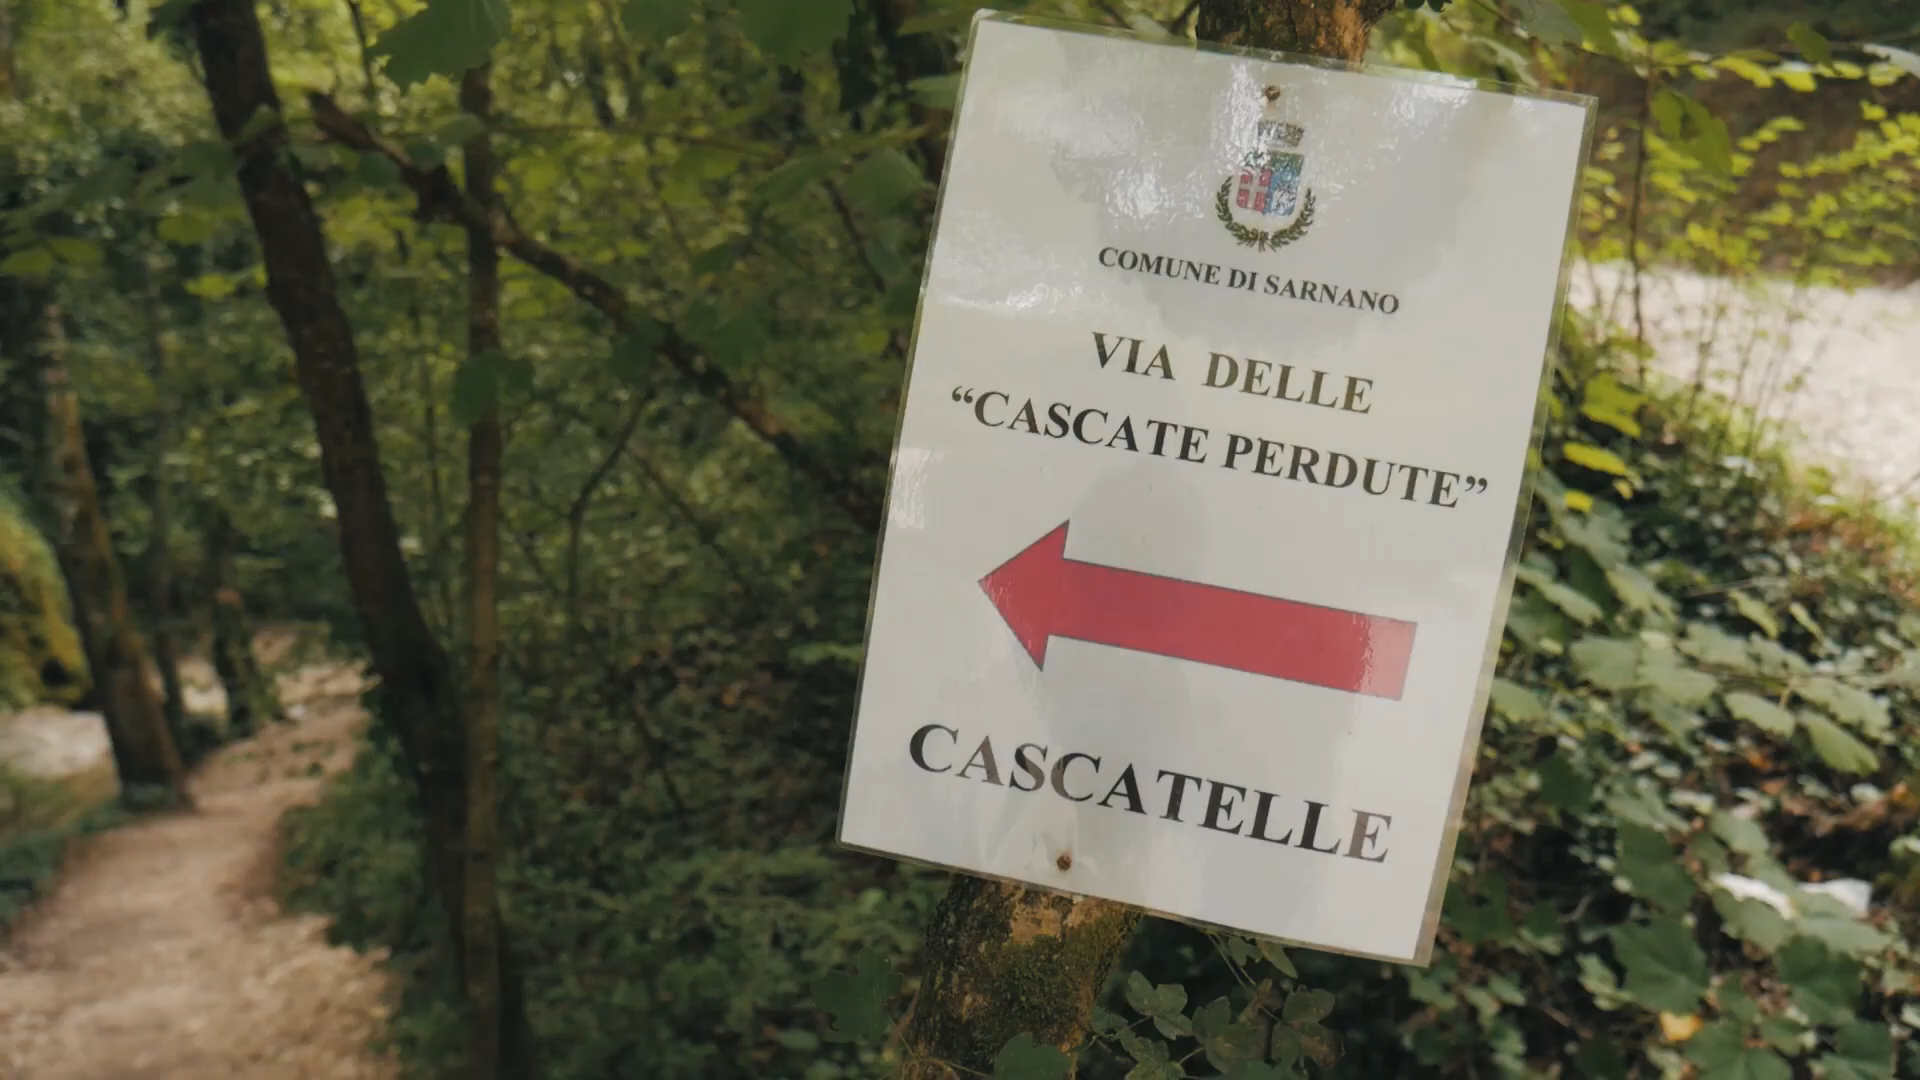 COMUNE DI SARNANO
VIA DELLE
“CASCATE PERDUTE”
CASCATELLE